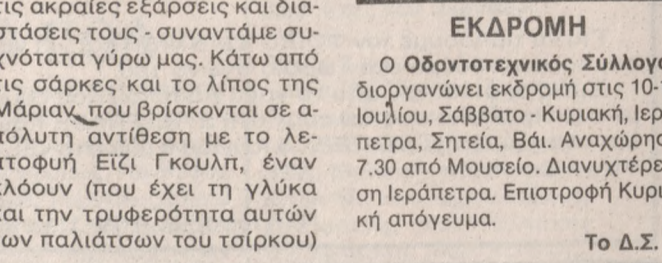 τις ακραίες εξάρσεις και δια-
στάσεις τους - συναντάμε συ-
χνότατα γύρω μας. Κάτω από
τις σάρκες και το λίπος της
Μάριαν, που βρίσκονται σε α-
πόλυτη αντίθεση με το λε-
πτοφυή Εϊζι Γκουλπ, έναν
κλόουν (που έχει τη γλύκα
και την τρυφερότητα αυτών
των παλιάτσων του τσίρκου)
ΕΚΔΡΟΜΗ
Ο Οδοντοτεχνικός Σύλλογο
διοργανώνει εκδρομή στις 10-
Ιουλίου, Σάββατο - Κυριακή, Ιερ
πετρα, Σητεία, Βάι. Αναχώρησ
7.30 από Μουσείο. Διανυχτέρε
ση Ιεράπετρα. Επιστροφή Κυρι
κή απόγευμα.
Το Δ.Σ.